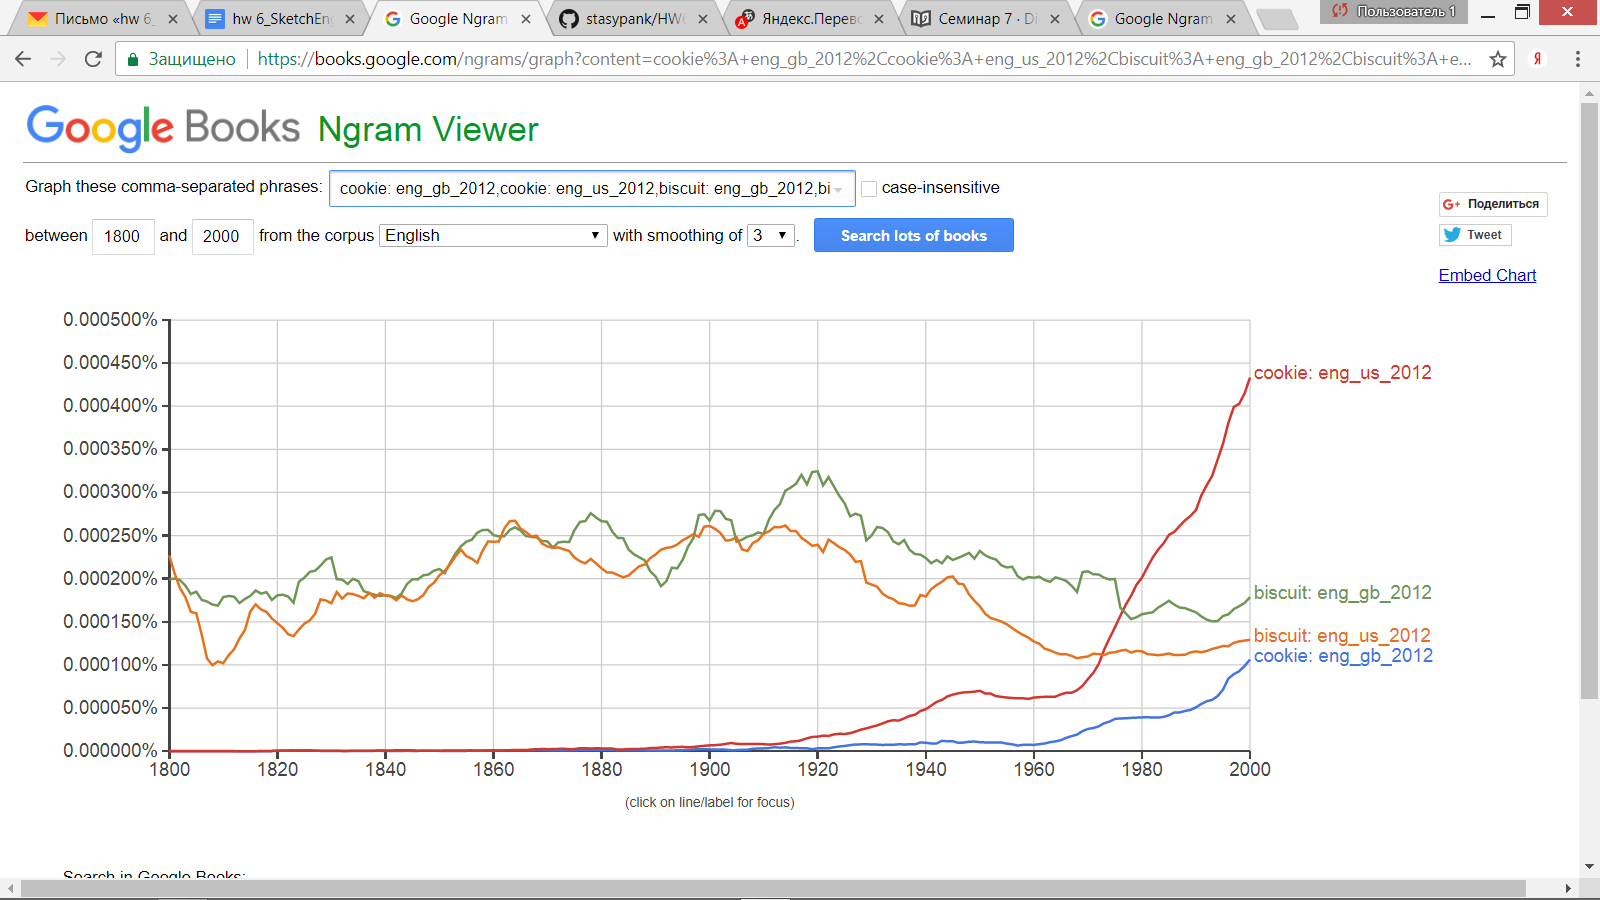 Письмо «hw 6_
hw 6_SketchEn
Google Ngram
stasypank/HW
Яндекс.Перев
Семинар 7 · Di
Google Ngram
Пользователь 1
Защищено
https://books.google.com/ngrams/graph?content=cookie%3A+eng_gb_2012%2Ccookie%3A+eng_us_2012%2Cbiscuit%3A+eng_gb_2012%2Cbiscuit%3A+e...
Google Books Ngram Viewer
Graph these comma-separated phrases: cookie: eng_gb_2012,cookie: eng_us_2012,biscuit: eng_gb_2012,bi case-insensitive
between 1800 and 2000 from the corpus English with smoothing of 3 . Search lots of books
Поделиться
Tweet
Embed Chart
0.000500%
0.000450%
0.000400%
0.000350%
0.000300%
0.000250%
0.000200%
0.000150%
0.000100%
0.000050%
0.000000%
cookie: eng_us_2012
biscuit: eng_gb_2012
biscuit: eng_us_2012
cookie: eng_gb_2012
1800 1820 1840 1860 1880 1900 1920 1940 1960 1980 2000
(click on line/label for focus)
Search in Google Books: